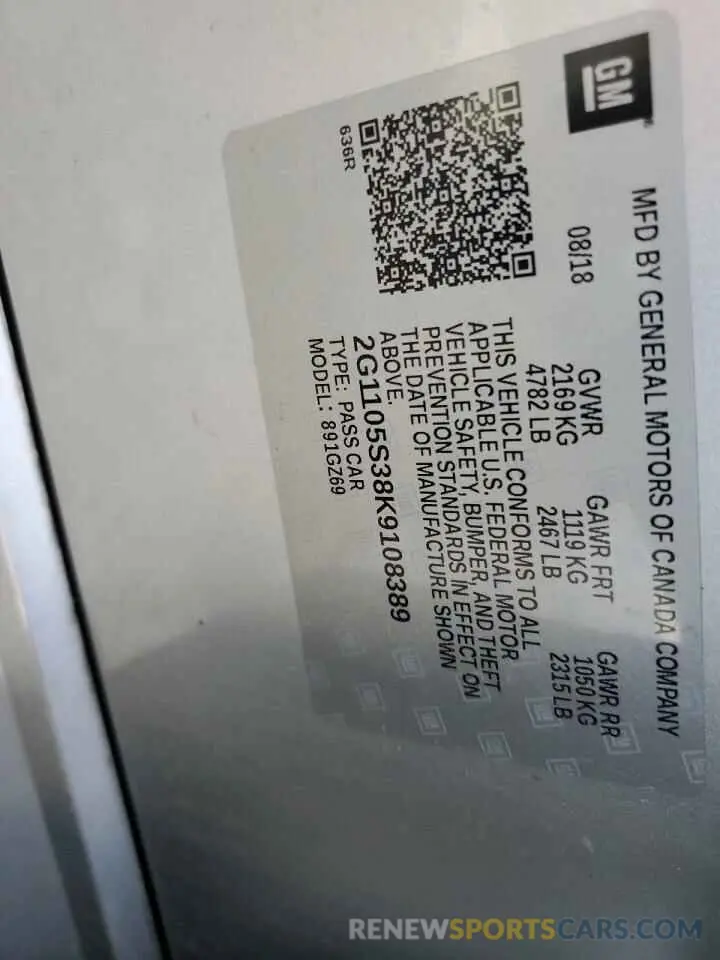 GM
MFD BY GENERAL MOTORS OF CANADA COMPANY
08/18
GVWR GAWR FRT GAWR RR
2169 KG 1119 KG 1050 KG
4782 LB 2467 LB 2315 LB
THIS VEHICLE CONFORMS TO ALL
APPLICABLE U.S. FEDERAL MOTOR
VEHICLE SAFETY, BUMPER, AND THEFT
PREVENTION STANDARDS IN EFFECT ON
THE DATE OF MANUFACTURE SHOWN
ABOVE.
2G1105S38K9108389
TYPE: PASS CAR
MODEL: 891GZ69
636R
RENEWSPORTSCARS.COM